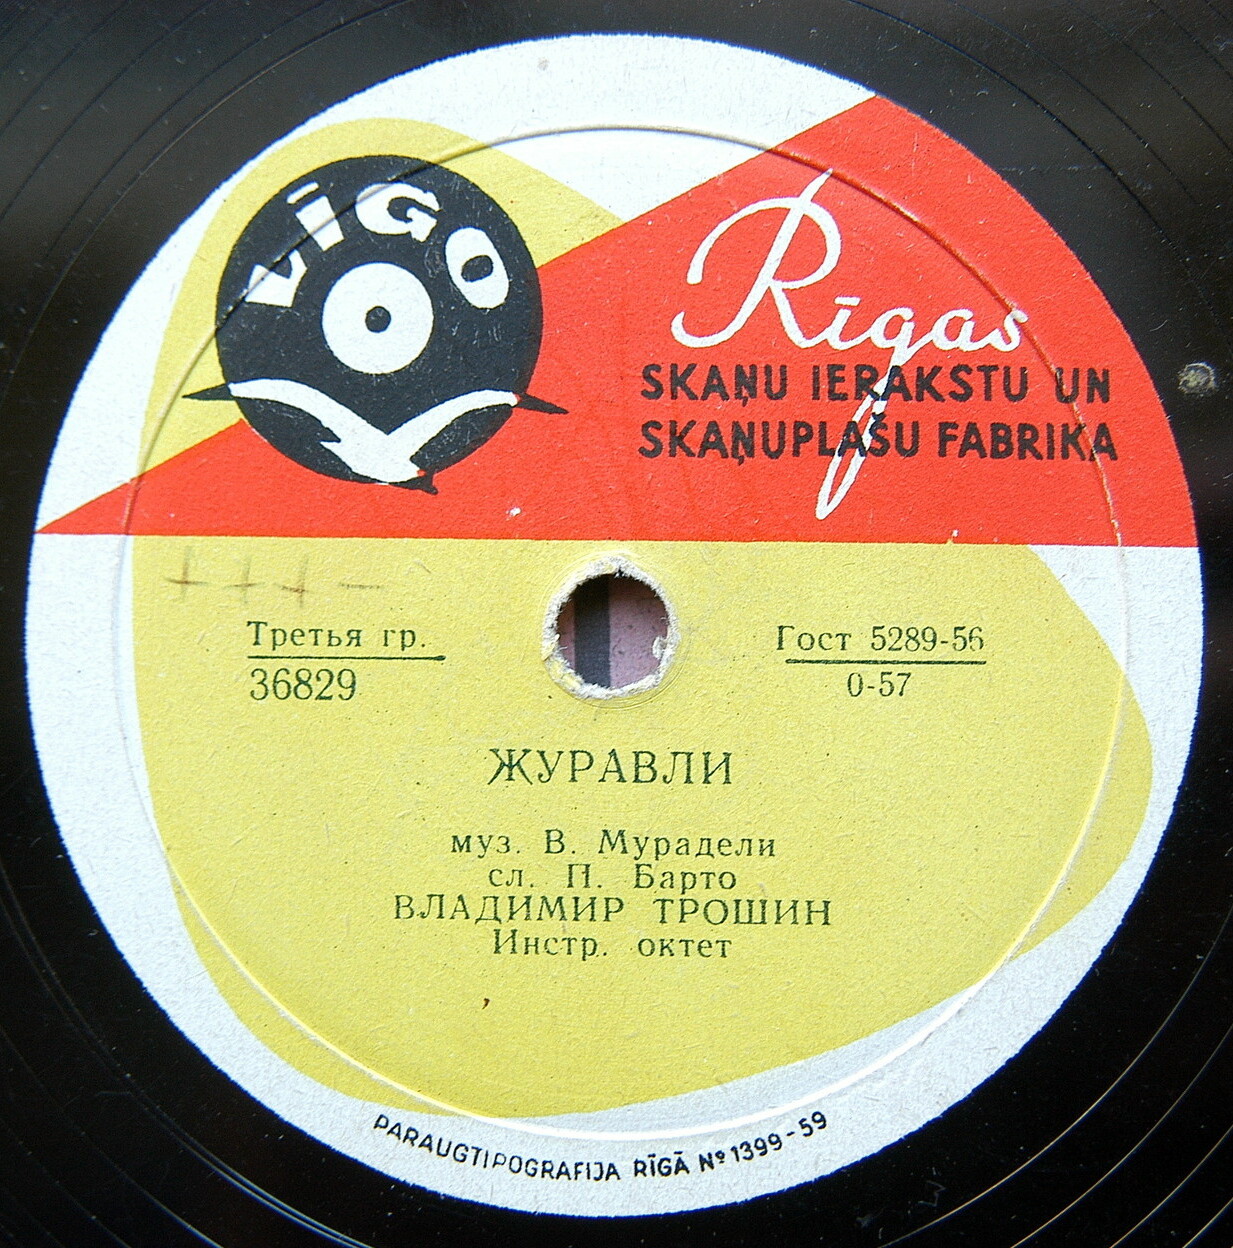 VĪGO
Rīgas
SKAŅU IERAKSTU UN
SKAŅUPLAŠU FABRIKA
Третья гр.
36829
Гост 5289-56
0-57
ЖУРАВЛИ
муз. В. Мурадели
сл. П. Барто
ВЛАДИМИР ТРОШИН
Инстр. октет
PARAUGTIPOGRAFIJA RĪGĀ Nº 1399-59